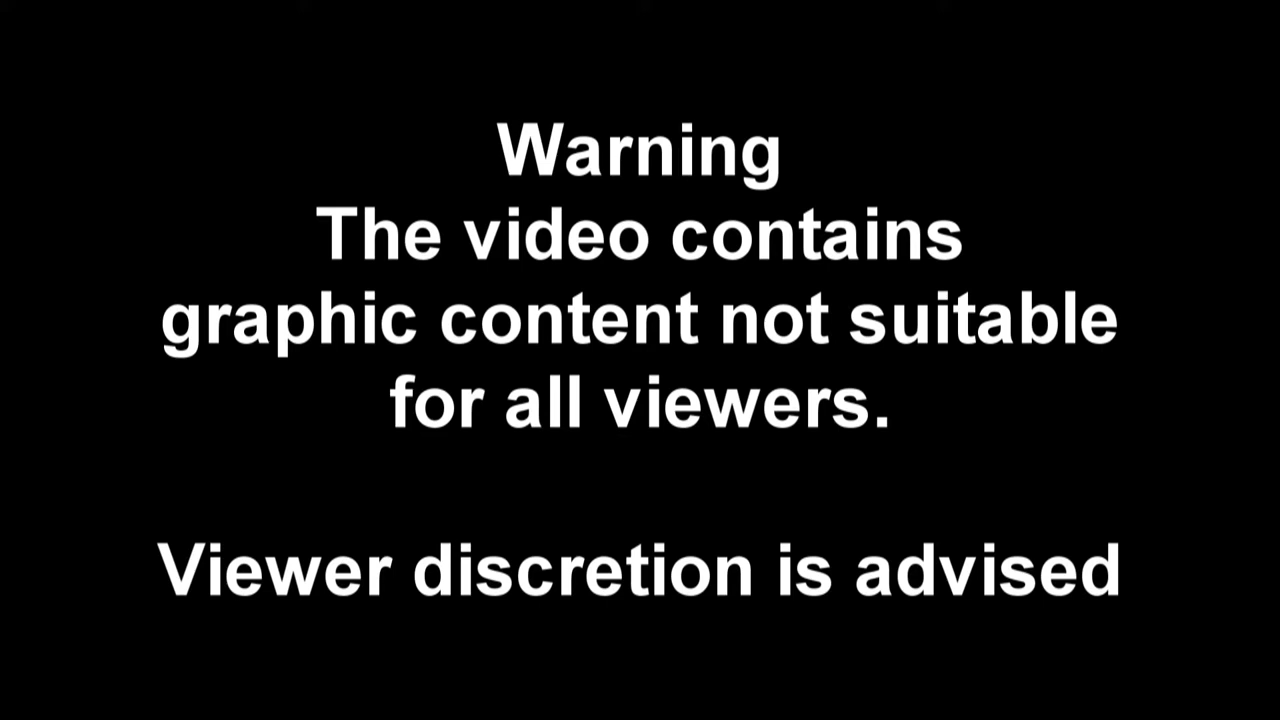 Warning
The video contains
graphic content not suitable
for all viewers.
Viewer discretion is advised